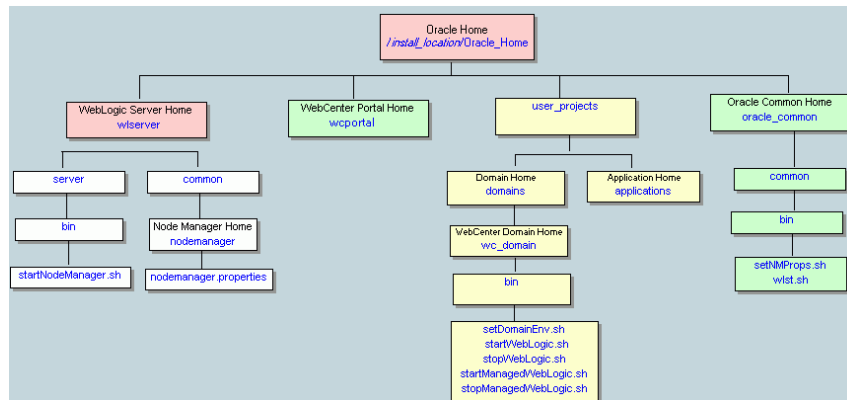 Oracle Home
/install_location/Oracle_Home
WebLogic Server Home
wlserver
WebCenter Portal Home
wcportal
user_projects
Oracle Common Home
oracle_common
server
common
Domain Home
domains
Application Home
applications
common
bin
Node Manager Home
nodemanager
WebCenter Domain Home
wc_domain
bin
startNodeManager.sh
nodemanager.properties
bin
setNMProps.sh
wlst.sh
setDomainEnv.sh
startWebLogic.sh
stopWebLogic.sh
startManagedWebLogic.sh
stopManagedWebLogic.sh